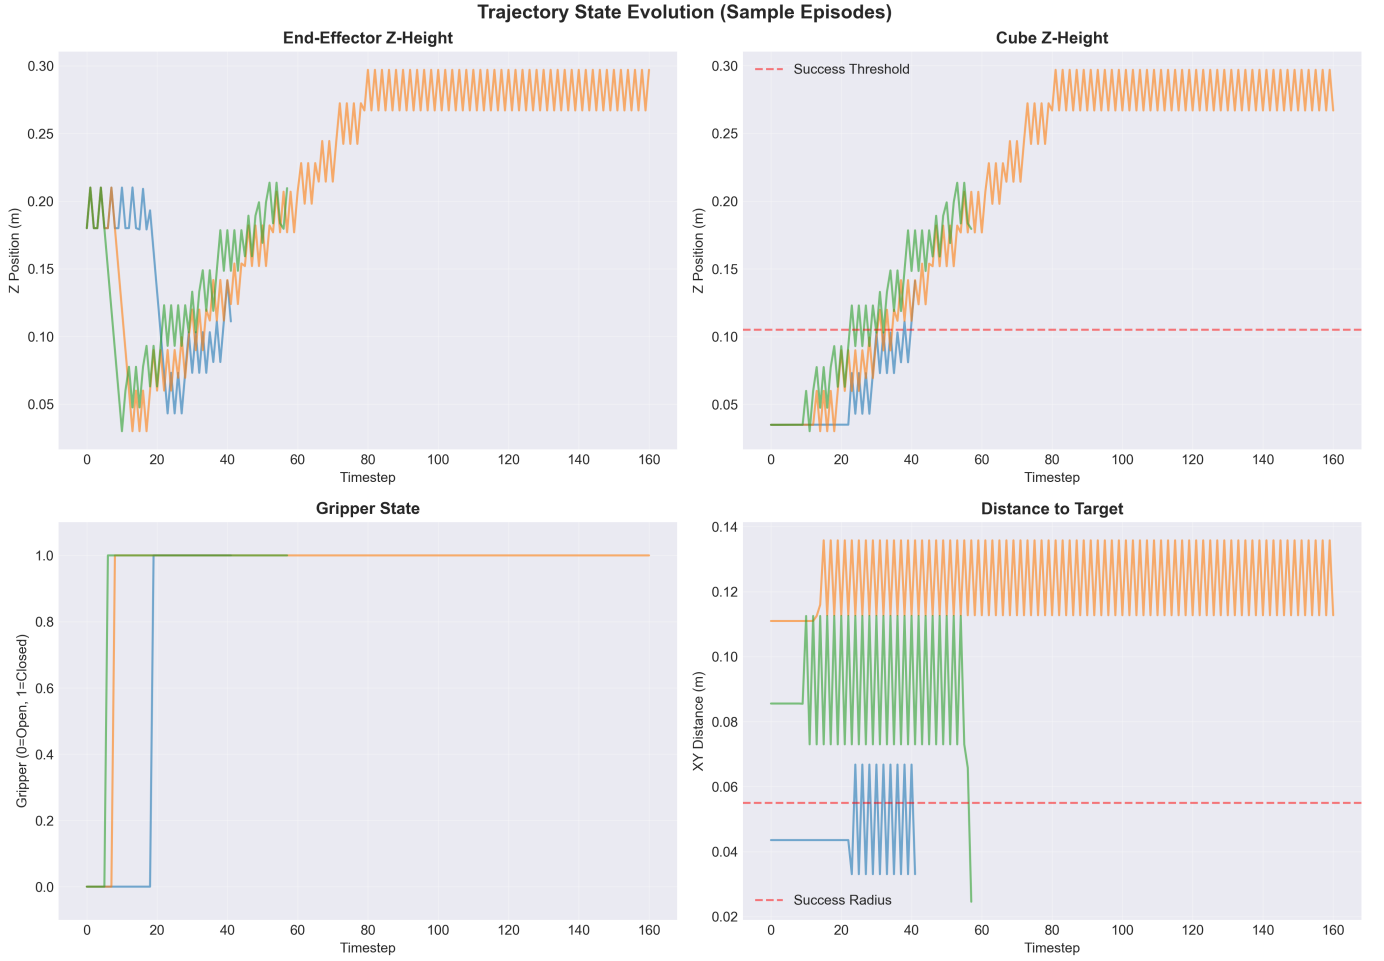 Trajectory State Evolution (Sample Episodes)
End-Effector Z-Height
Z Position (m)
0.30
0.25
0.20
0.15
0.10
0.05
0 20 40 60 80 100 120 140 160
Timestep
Cube Z-Height
Success Threshold
Z Position (m)
0.30
0.25
0.20
0.15
0.10
0.05
0 20 40 60 80 100 120 140 160
Timestep
Gripper State
Gripper (0=Open, 1=Closed)
1.0
0.8
0.6
0.4
0.2
0.0
0 20 40 60 80 100 120 140 160
Timestep
Distance to Target
XY Distance (m)
0.14
0.12
0.10
0.08
0.06
0.04
0.02
Success Radius
0 20 40 60 80 100 120 140 160
Timestep